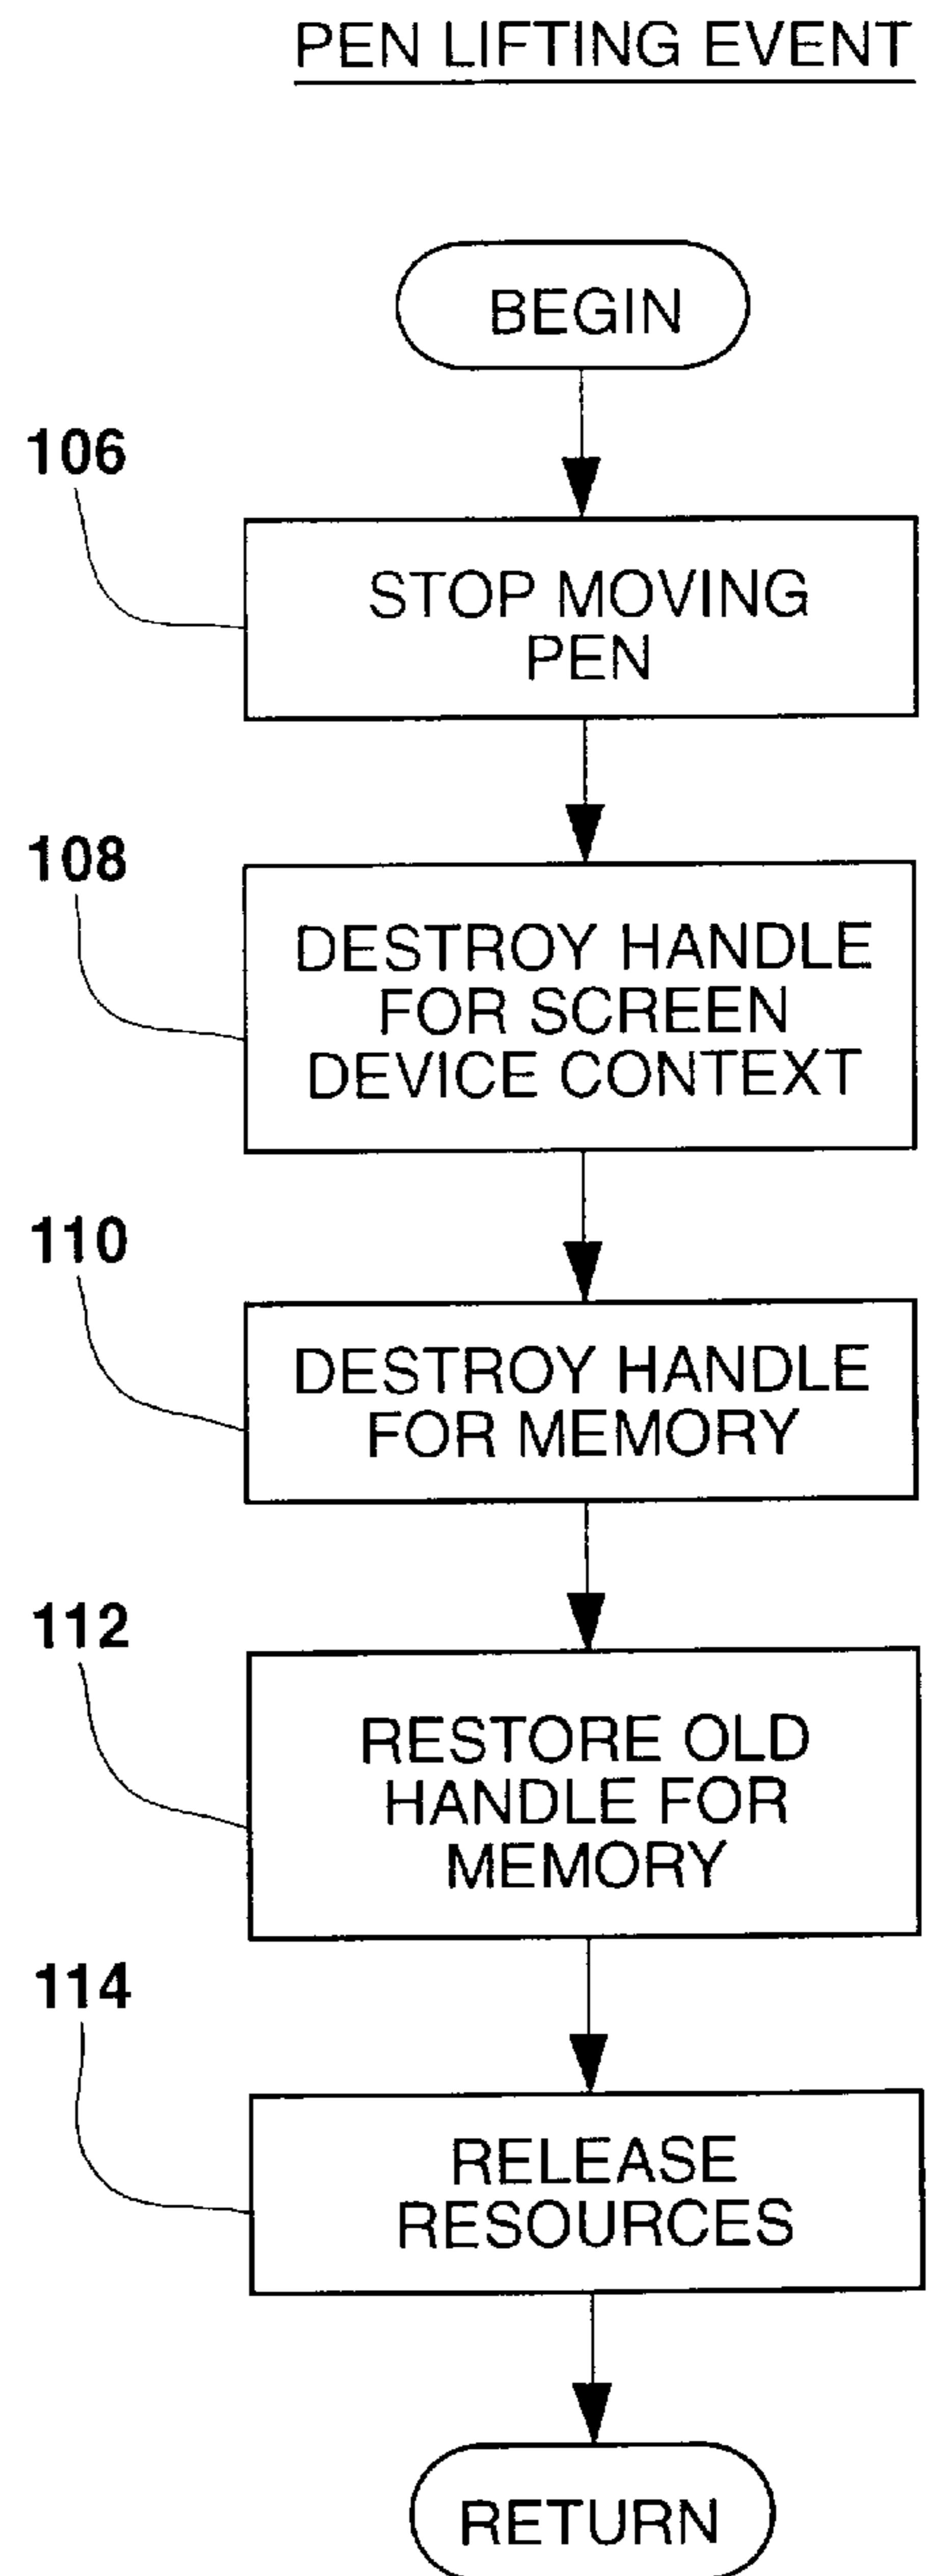 PEN LIFTING EVENT
BEGIN
106
STOP MOVING
PEN
108
DESTROY HANDLE
FOR SCREEN
DEVICE CONTEXT
110
DESTROY HANDLE
FOR MEMORY
112
RESTORE OLD
HANDLE FOR
MEMORY
114
RELEASE
RESOURCES
RETURN